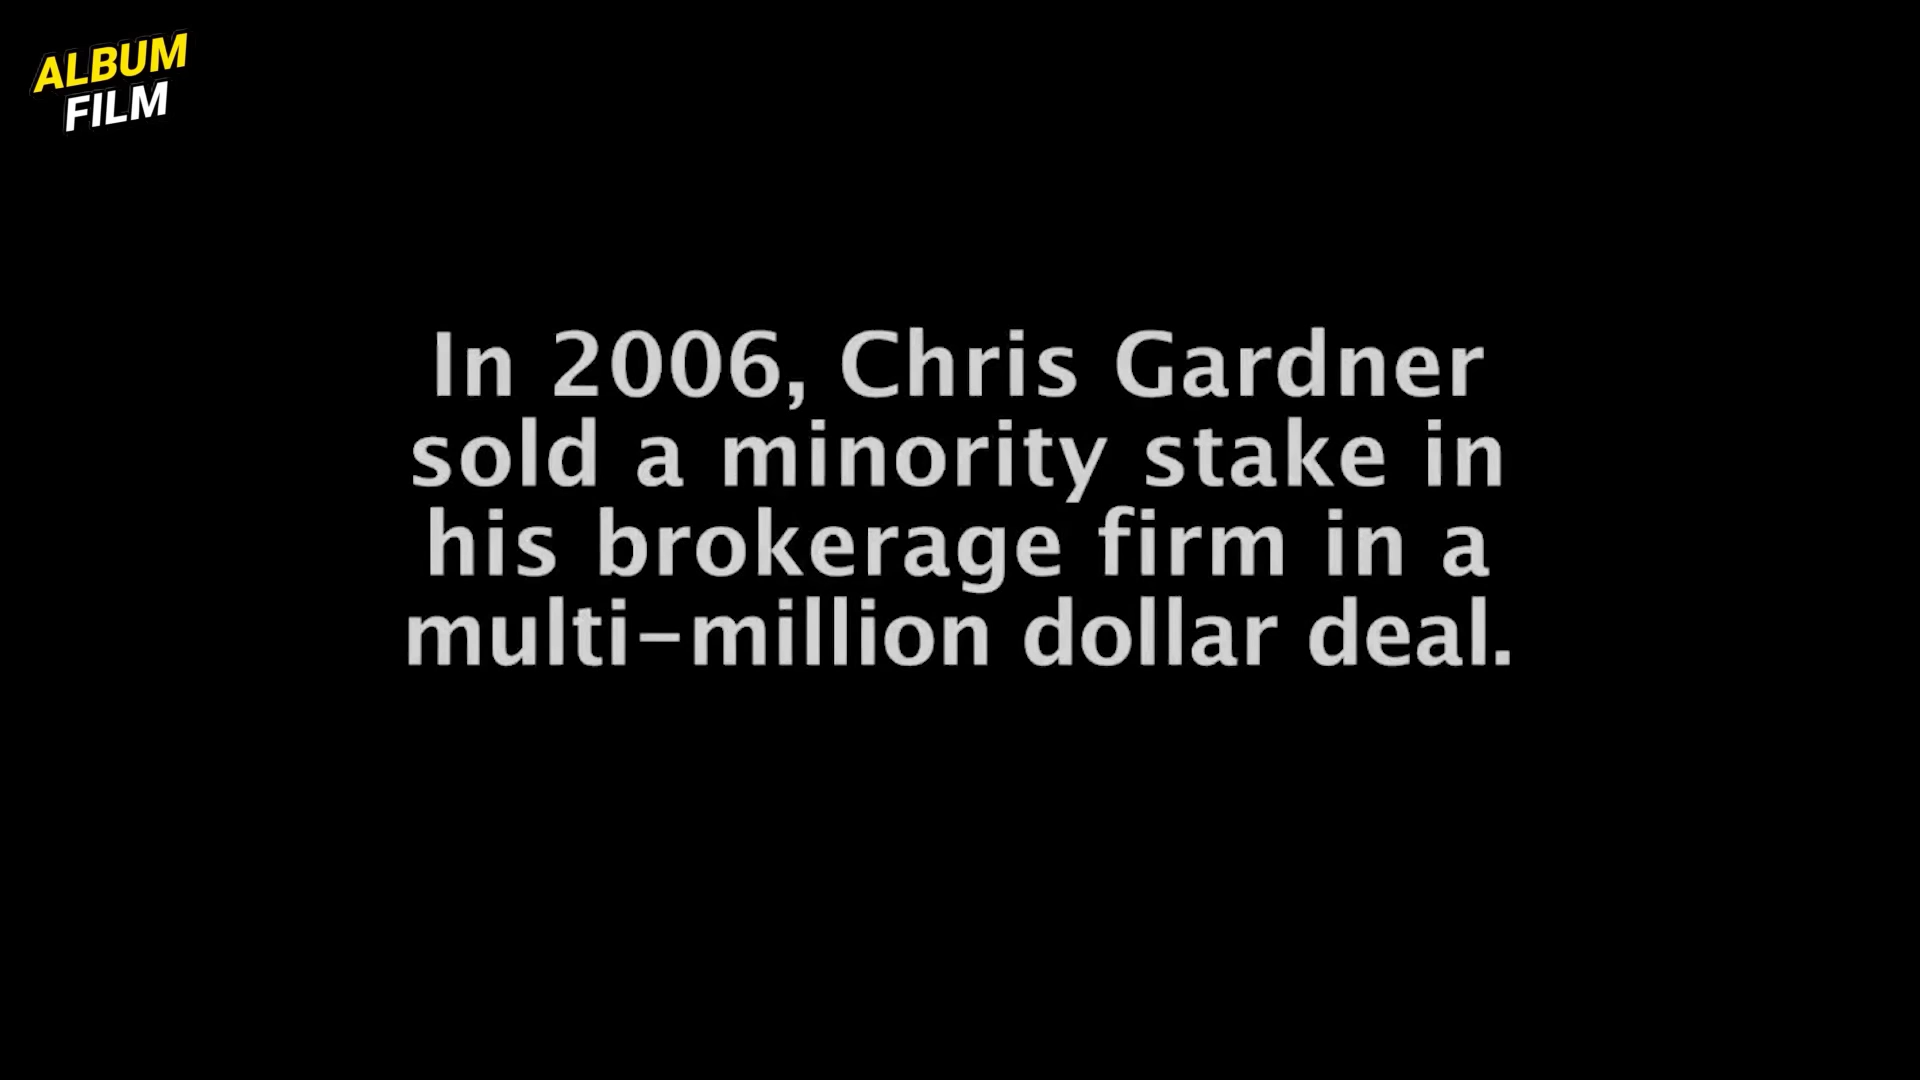 ALBUM
FILM
In 2006, Chris Gardner
sold a minority stake in
his brokerage firm in a
multi-million dollar deal.